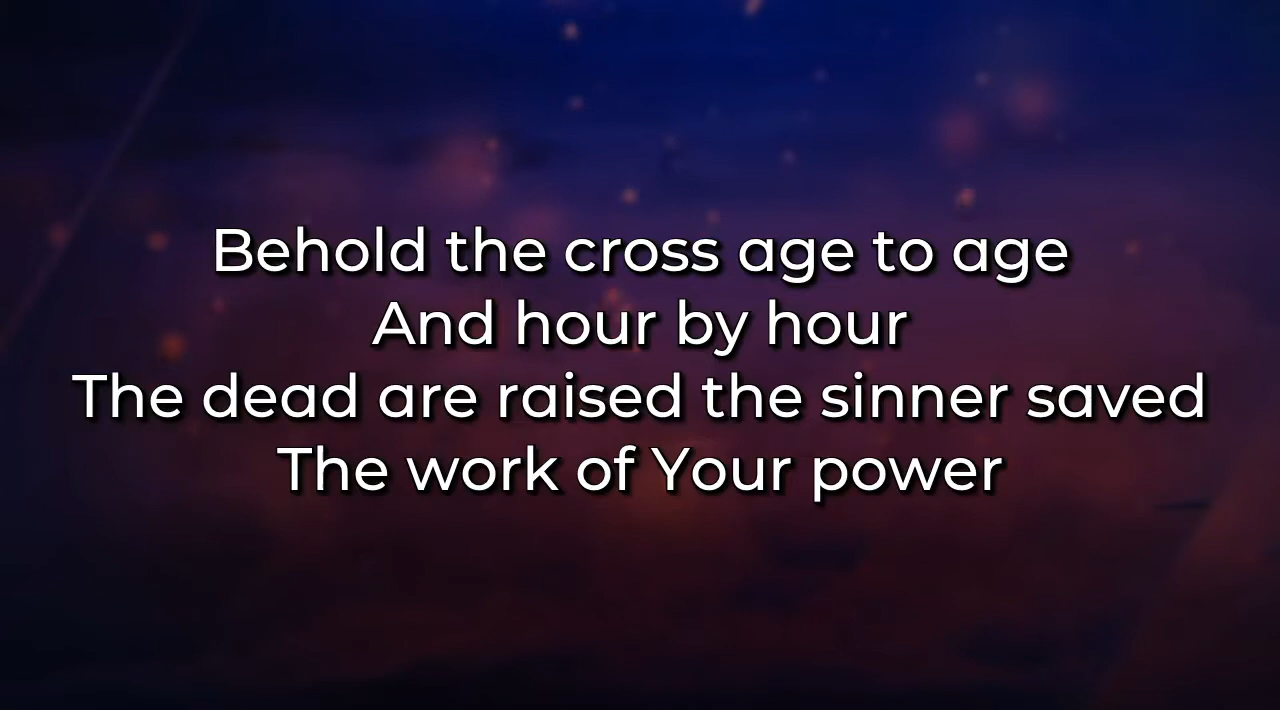 Behold the cross age to age
And hour by hour
The dead are raised the sinner saved
The work of Your power